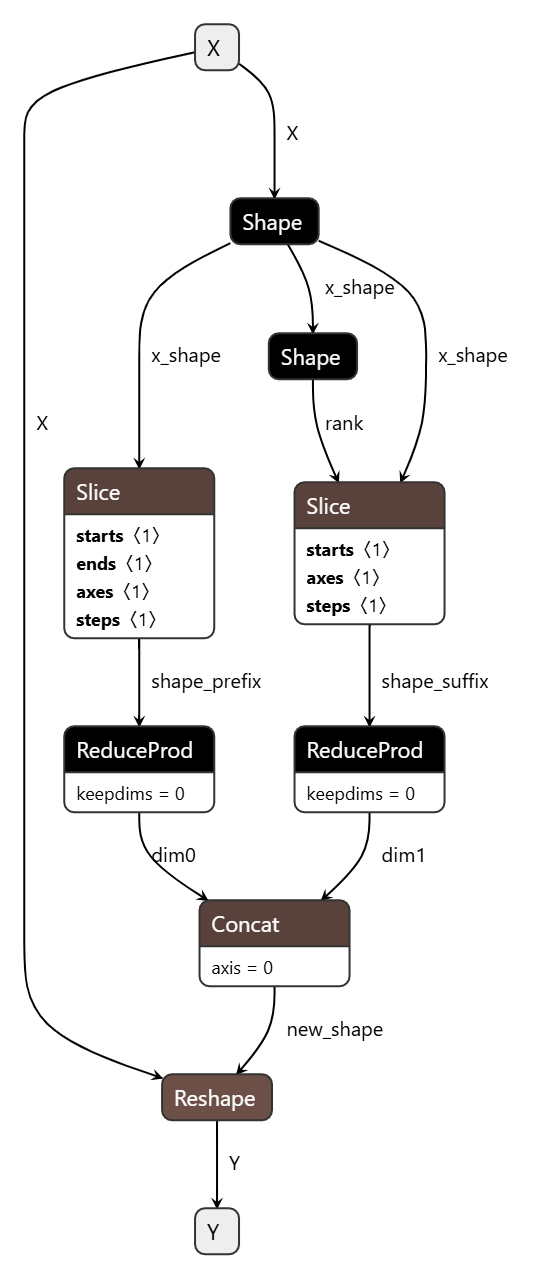 X
X
Shape
x_shape
x_shape
Shape
x_shape
X
rank
Slice
starts 〈1〉
ends 〈1〉
axes 〈1〉
steps 〈1〉
Slice
starts 〈1〉
axes 〈1〉
steps 〈1〉
shape_prefix
shape_suffix
ReduceProd
keepdims = 0
ReduceProd
keepdims = 0
dim0
dim1
Concat
axis = 0
new_shape
Reshape
Y
Y